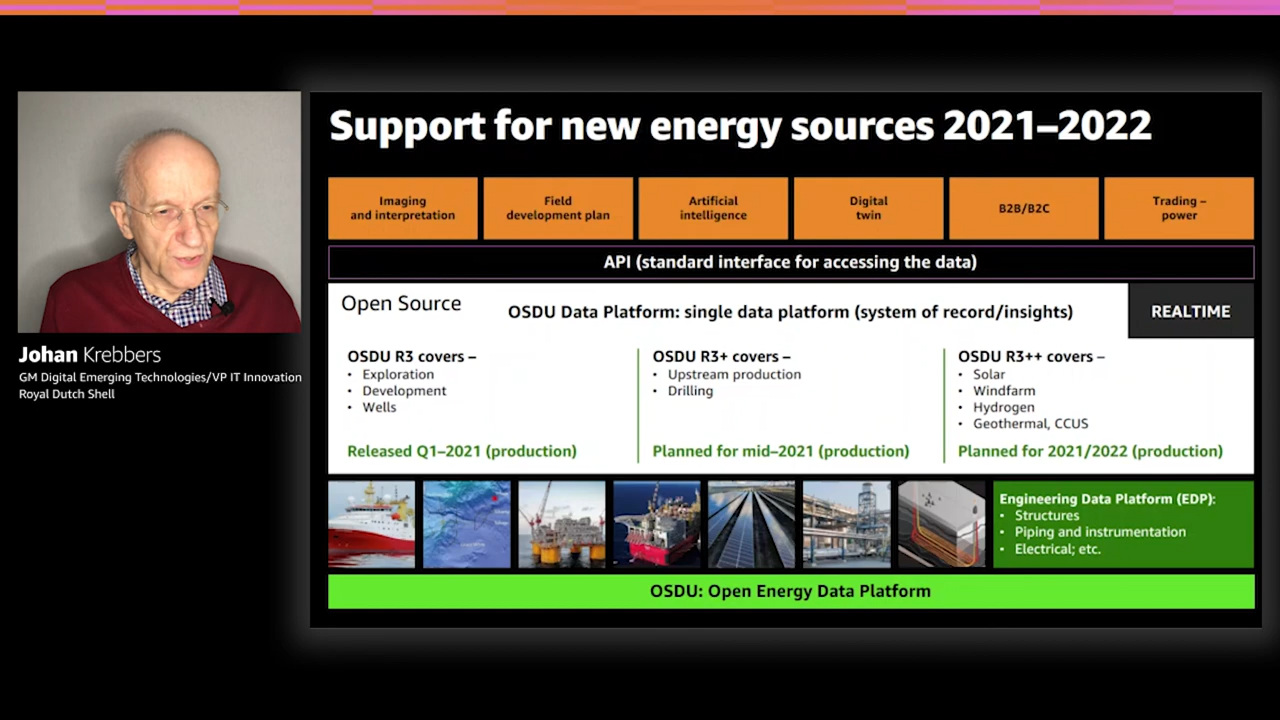 Support for new energy sources 2021–2022
Imaging
and interpretation
Field
development plan
Artificial
intelligence
Digital
twin
B2B/B2C
Trading –
power
API (standard interface for accessing the data)
Open Source
OSDU Data Platform: single data platform (system of record/insights)
REALTIME
OSDU R3 covers –
• Exploration
• Development
• Wells
Released Q1–2021 (production)
OSDU R3+ covers –
• Upstream production
• Drilling
Planned for mid–2021 (production)
OSDU R3++ covers –
• Solar
• Windfarm
• Hydrogen
• Geothermal, CCUS
Planned for 2021/2022 (production)
Engineering Data Platform (EDP):
• Structures
• Piping and instrumentation
• Electrical; etc.
OSDU: Open Energy Data Platform
Johan Krebbers
GM Digital Emerging Technologies/VP IT Innovation
Royal Dutch Shell